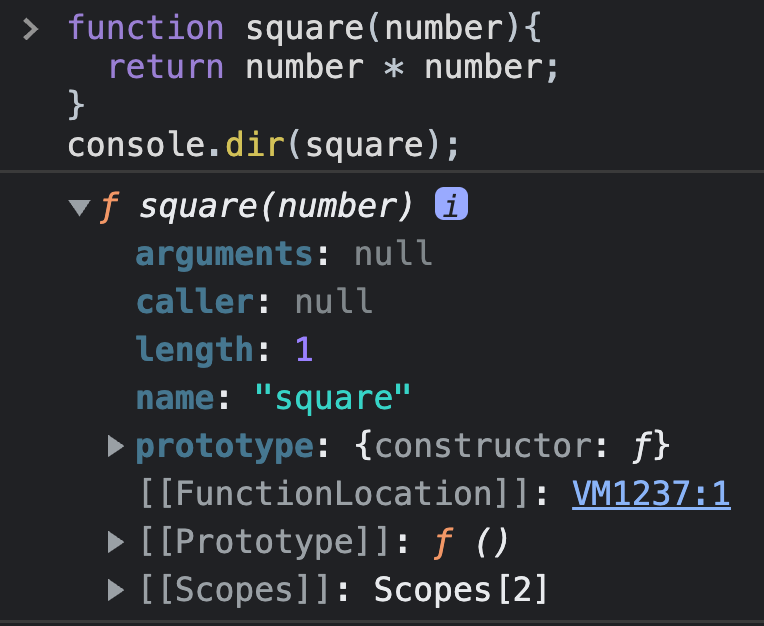 > function square(number){
  return number * number;
}
console.dir(square);
▼ ƒ square(number) i
arguments: null
caller: null
length: 1
name: "square"
▶ prototype: {constructor: ƒ}
[[FunctionLocation]]: VM1237:1
▶ [[Prototype]]: ƒ ()
▶ [[Scopes]]: Scopes[2]